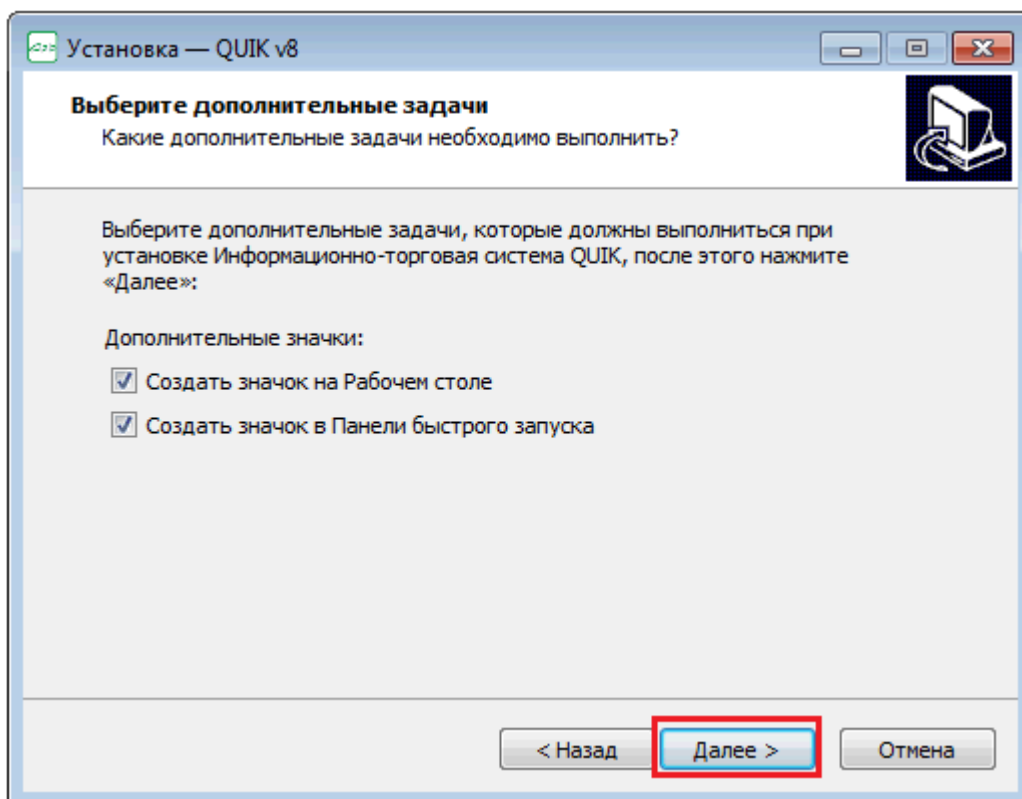 Установка — QUIK v8
Выберите дополнительные задачи
Какие дополнительные задачи необходимо выполнить?
Выберите дополнительные задачи, которые должны выполниться при
установке Информационно-торговая система QUIK, после этого нажмите
«Далее»:
Дополнительные значки:
Создать значок на Рабочем столе
Создать значок в Панели быстрого запуска
< Назад
Далее >
Отмена